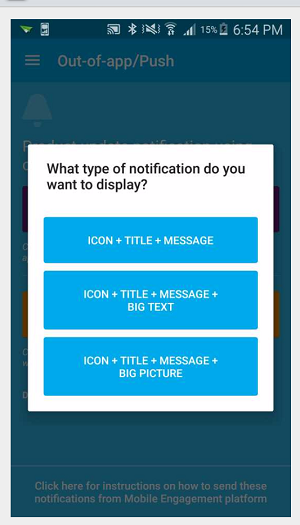 15% 6:54 PM
Out-of-app/Push
What type of notification do you
want to display?
ICON + TITLE + MESSAGE
ICON + TITLE + MESSAGE +
BIG TEXT
ICON + TITLE + MESSAGE +
BIG PICTURE
Click here for instructions on how to send these
notifications from Mobile Engagement platform